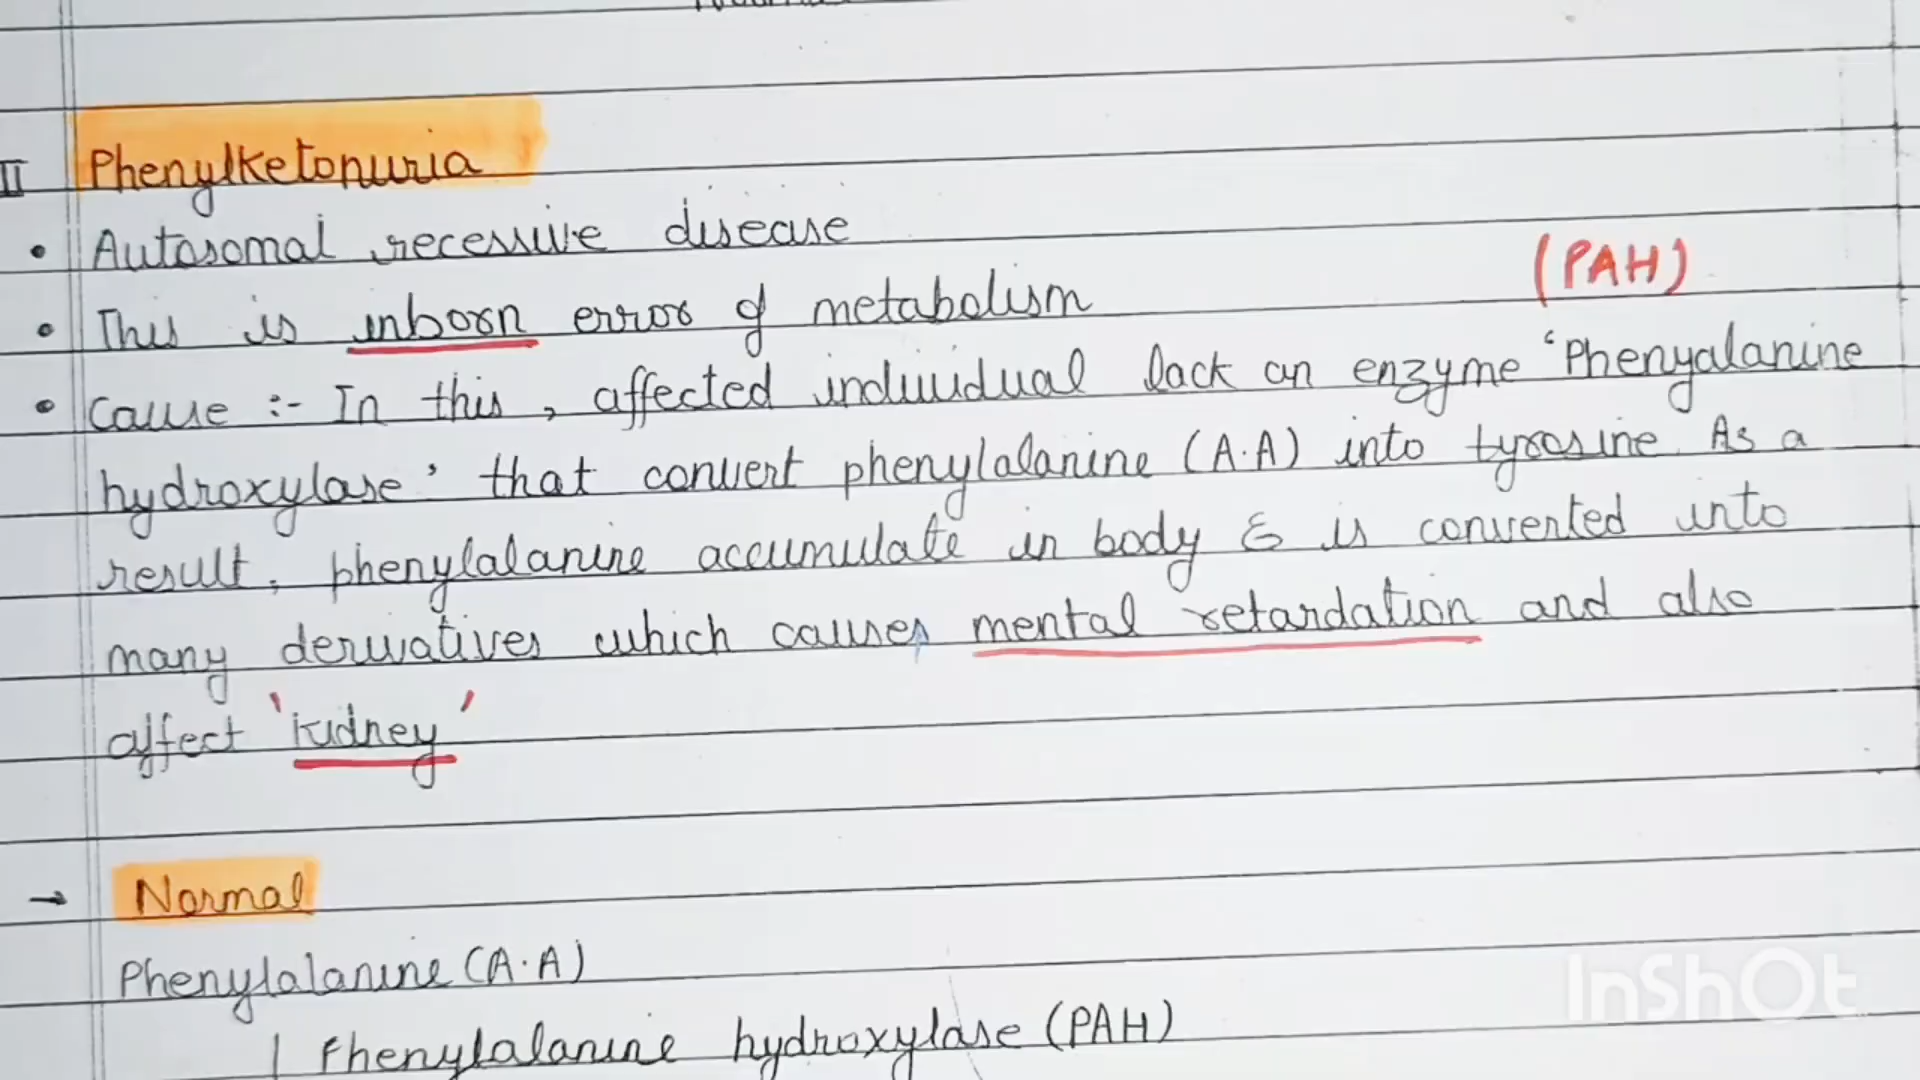 II Phenylketonuria
• Autosomal recessive disease
(PAH)
• This is inborn error of metabolism
• Cause :- In this, affected individual lack an enzyme 'Phenyalanine
hydroxylase' that convert phenylalanine (A.A) into tyrosine. As a
result, phenylalanine accumulate in body & is converted into
many derivatives which causes mental retardation and also
affect 'kidney'
→ Normal
Phenylalanine (A.A)
Phenylalanine hydroxylase (PAH)
InShOt